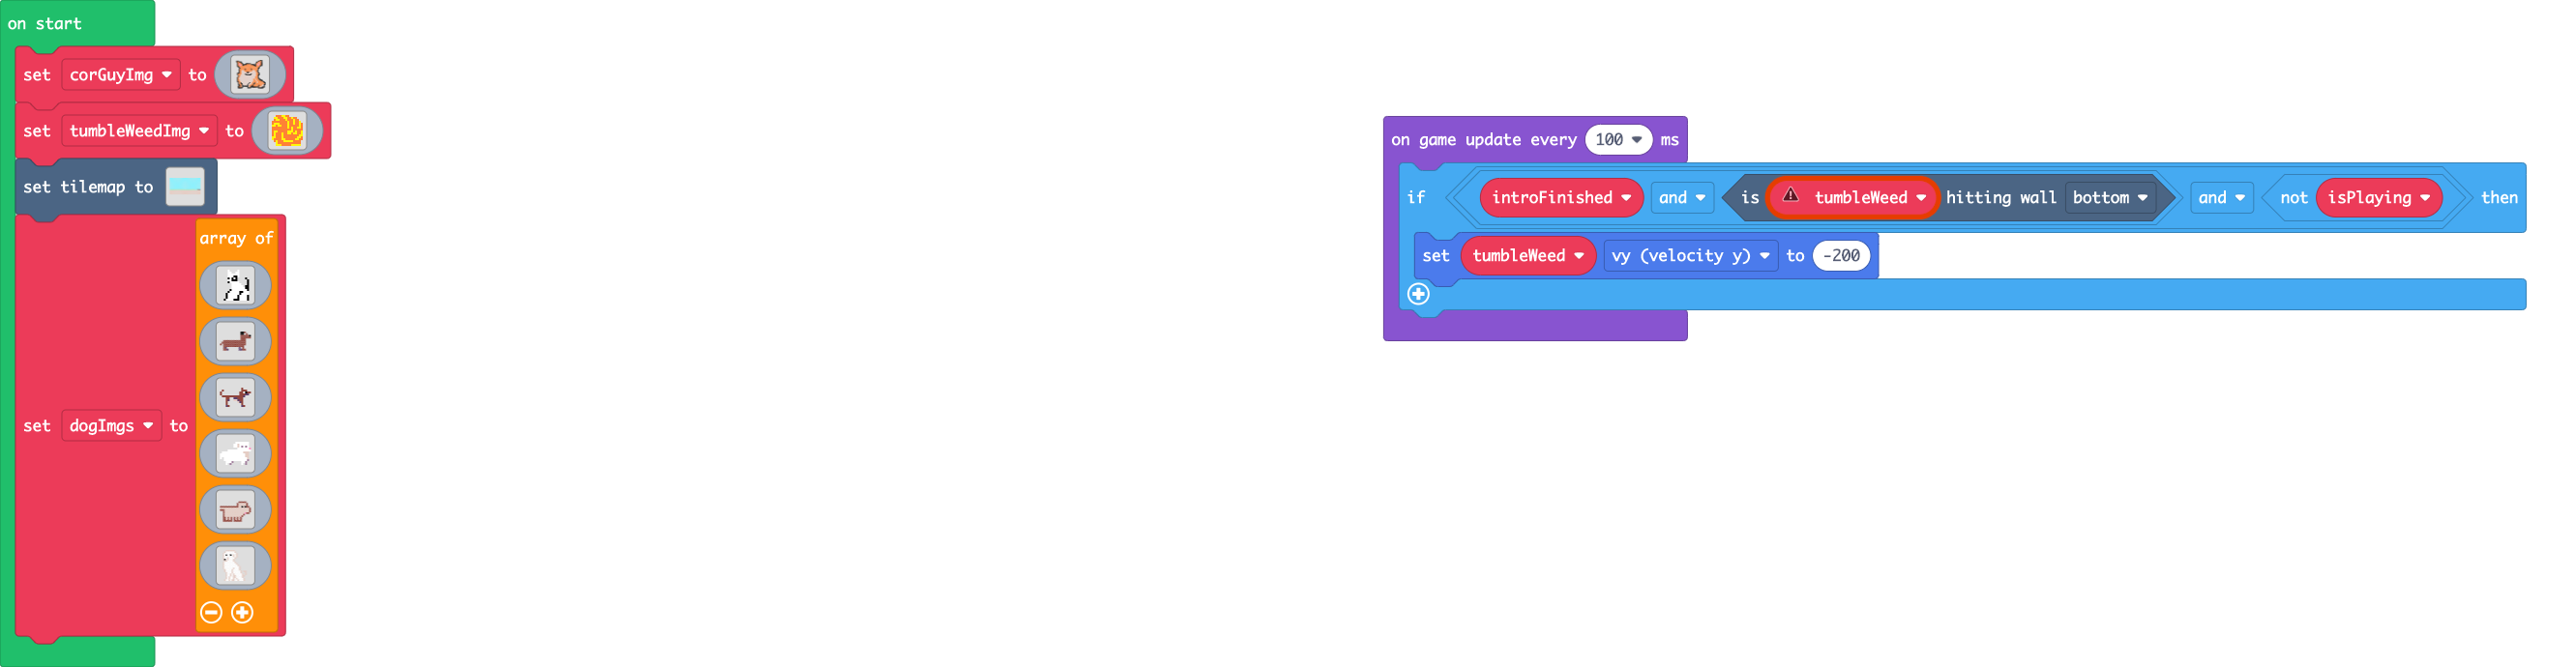 on start
set corGuyImg to
set tumbleWeedImg to
set tilemap to
set dogImgs to array of
on game update every 100 ms
if introFinished and is tumbleWeed hitting wall bottom and not isPlaying then
set tumbleWeed vy (velocity y) to -200